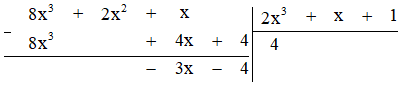 8x³ + 2x² + x 2x³ + x + 1
- 8x³ + 4x + 4 4
- 3x - 4